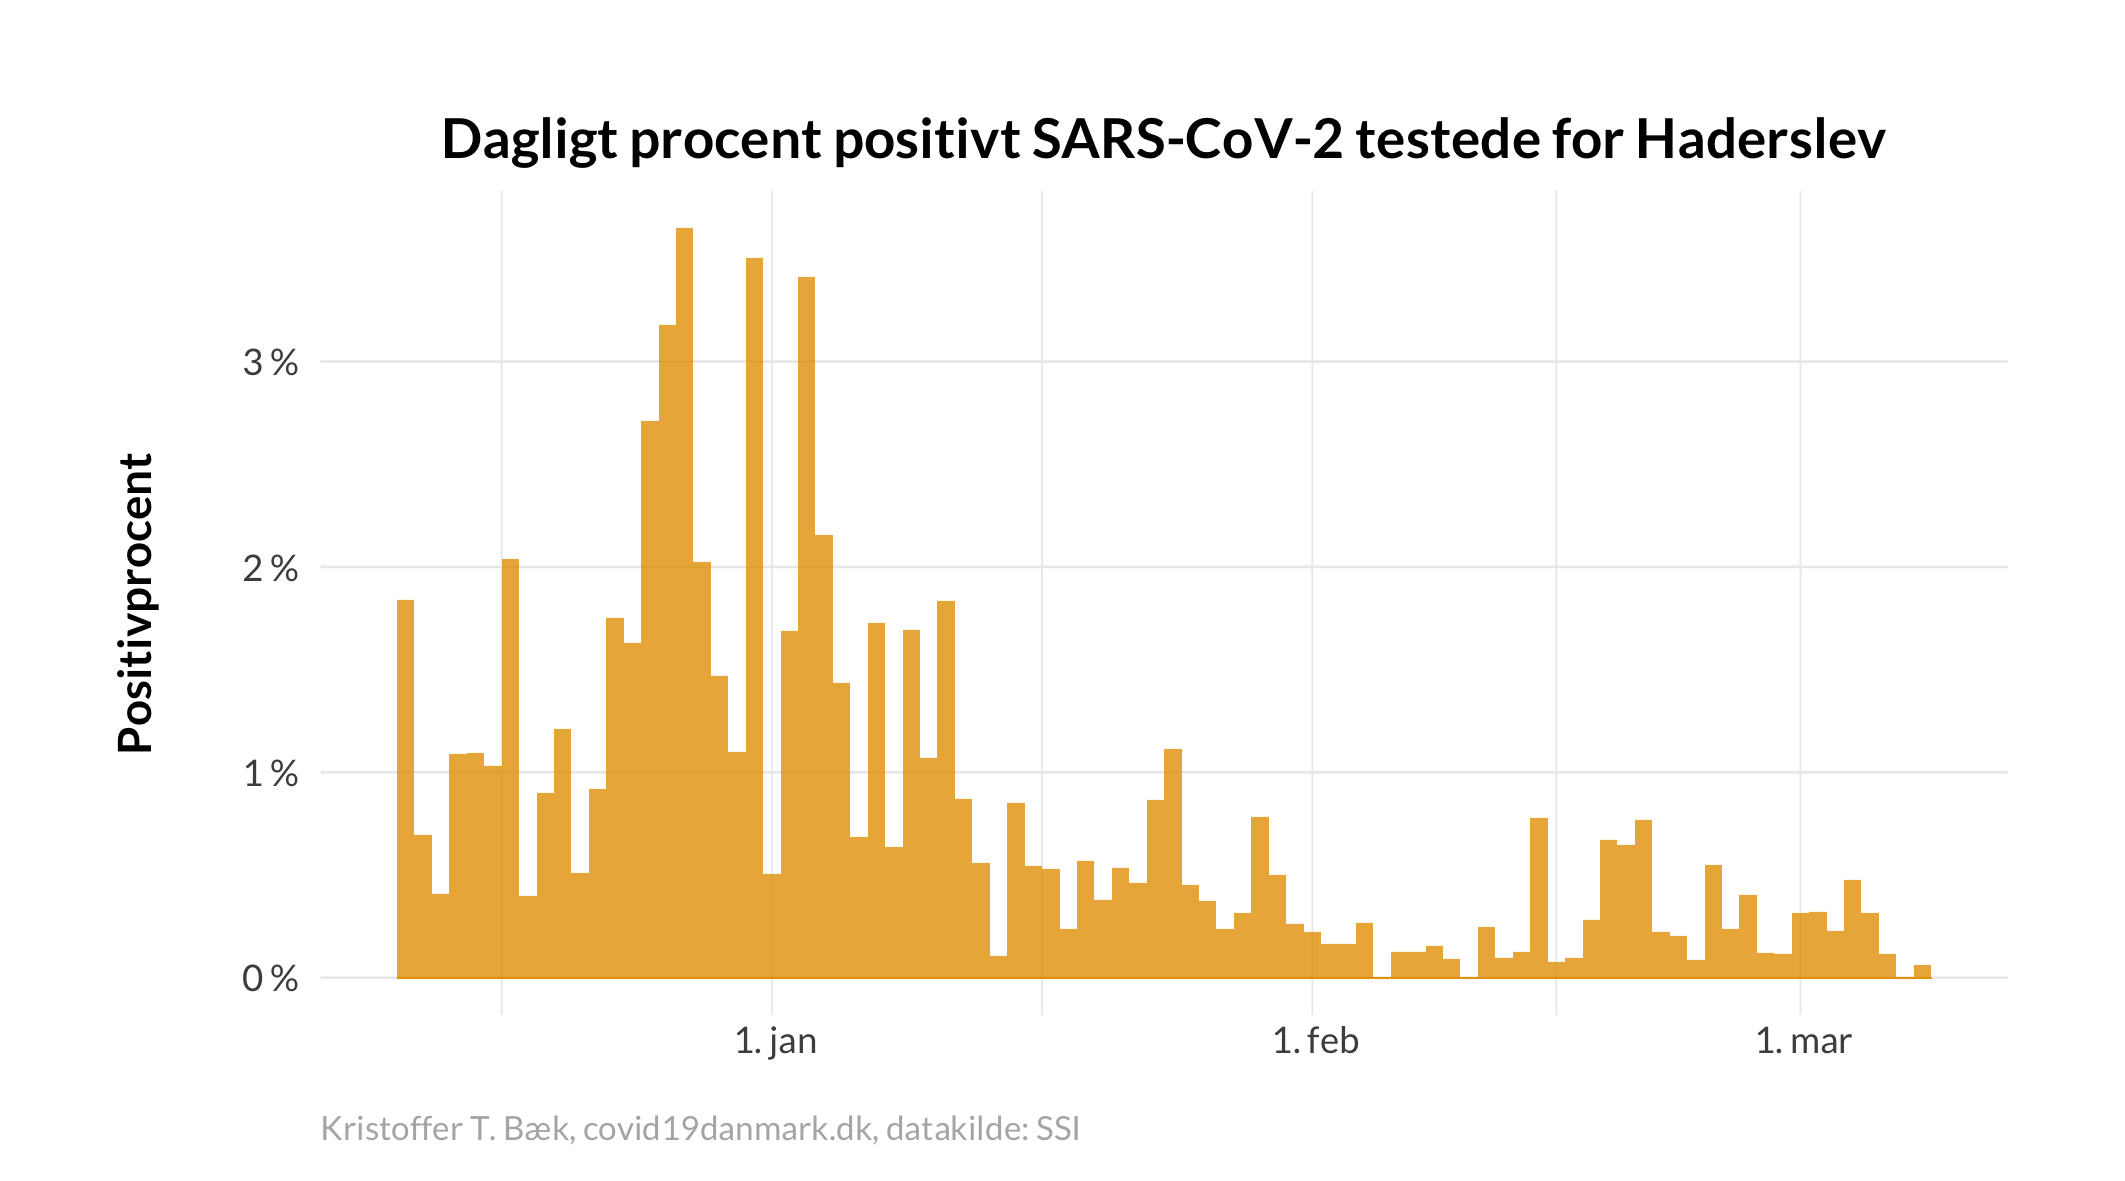 Dagligt procent positivt SARS-CoV-2 testede for Haderslev
Positivprocent
3 %
2 %
1 %
0 %
1. jan
1. feb
1. mar
Kristoffer T. Bæk, covid19danmark.dk, datakilde: SSI